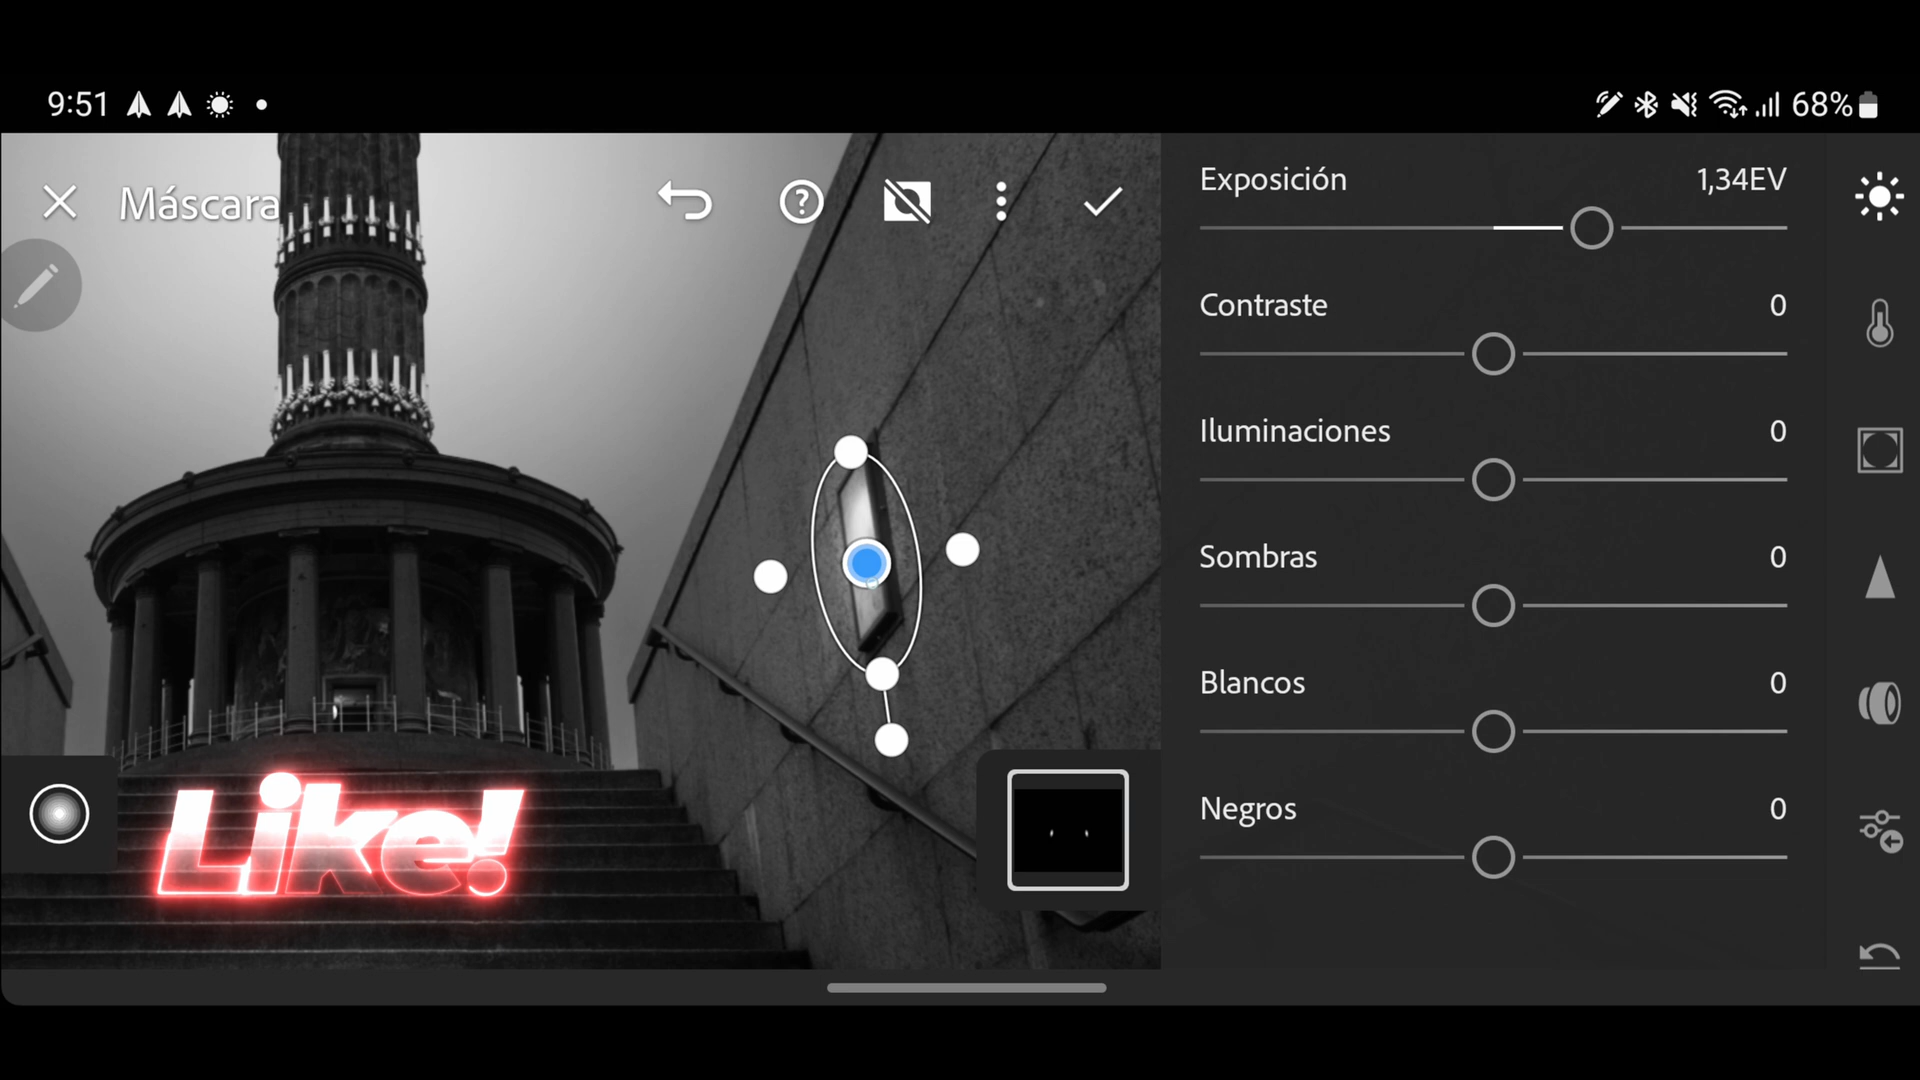 9:51
68%
Máscara
Exposición 1,34EV
Contraste 0
Iluminaciones 0
Sombras 0
Blancos 0
Negros 0
Like!